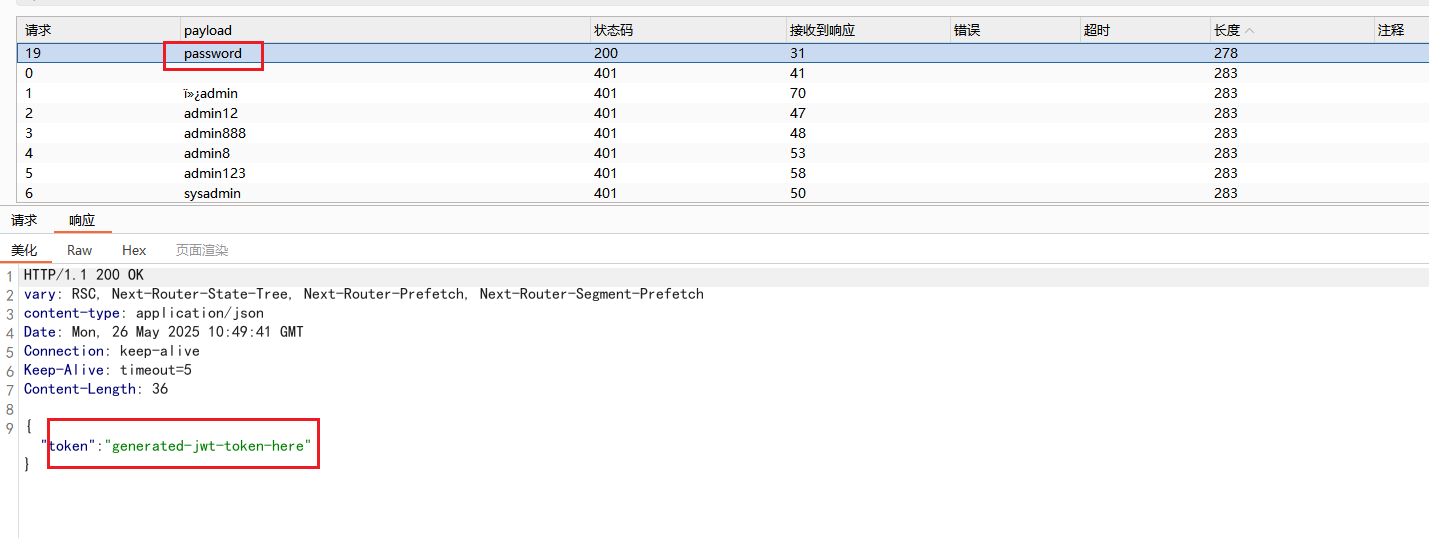 请求 payload 状态码 接收到响应 错误 超时 长度 注释
19 password 200 31 278
0 401 41 283
1 ï»¿admin 401 70 283
2 admin12 401 47 283
3 admin888 401 48 283
4 admin8 401 53 283
5 admin123 401 58 283
6 sysadmin 401 50 283
请求 响应
美化 Raw Hex 页面渲染
1 HTTP/1.1 200 OK
2 vary: RSC, Next-Router-State-Tree, Next-Router-Prefetch, Next-Router-Segment-Prefetch
3 content-type: application/json
4 Date: Mon, 26 May 2025 10:49:41 GMT
5 Connection: keep-alive
6 Keep-Alive: timeout=5
7 Content-Length: 36
8
9 {
"token":"generated-jwt-token-here"
}